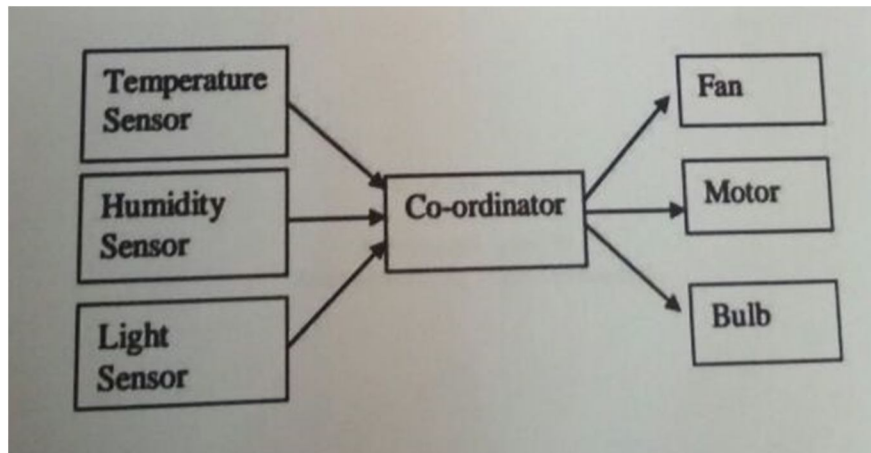 Temperature
Sensor
Humidity
Sensor
Light
Sensor
Co-ordinator
Fan
Motor
Bulb